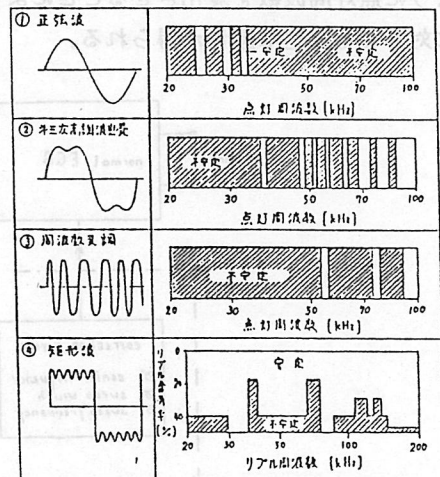 ① 正弦波
安定 不安定
20 30 50 70 100
点灯周波数 [kHz]
② 第三次高調波重畳
不安定
20 30 50 70 100
点灯周波数 [kHz]
③ 周波数変調
不安定
20 30 50 70 100
点灯周波数 [kHz]
④ 矩形波
リプル含有率 (%)
0
20
40
安定
不安定
20 30 50 70 100 200
リプル周波数 [kHz]